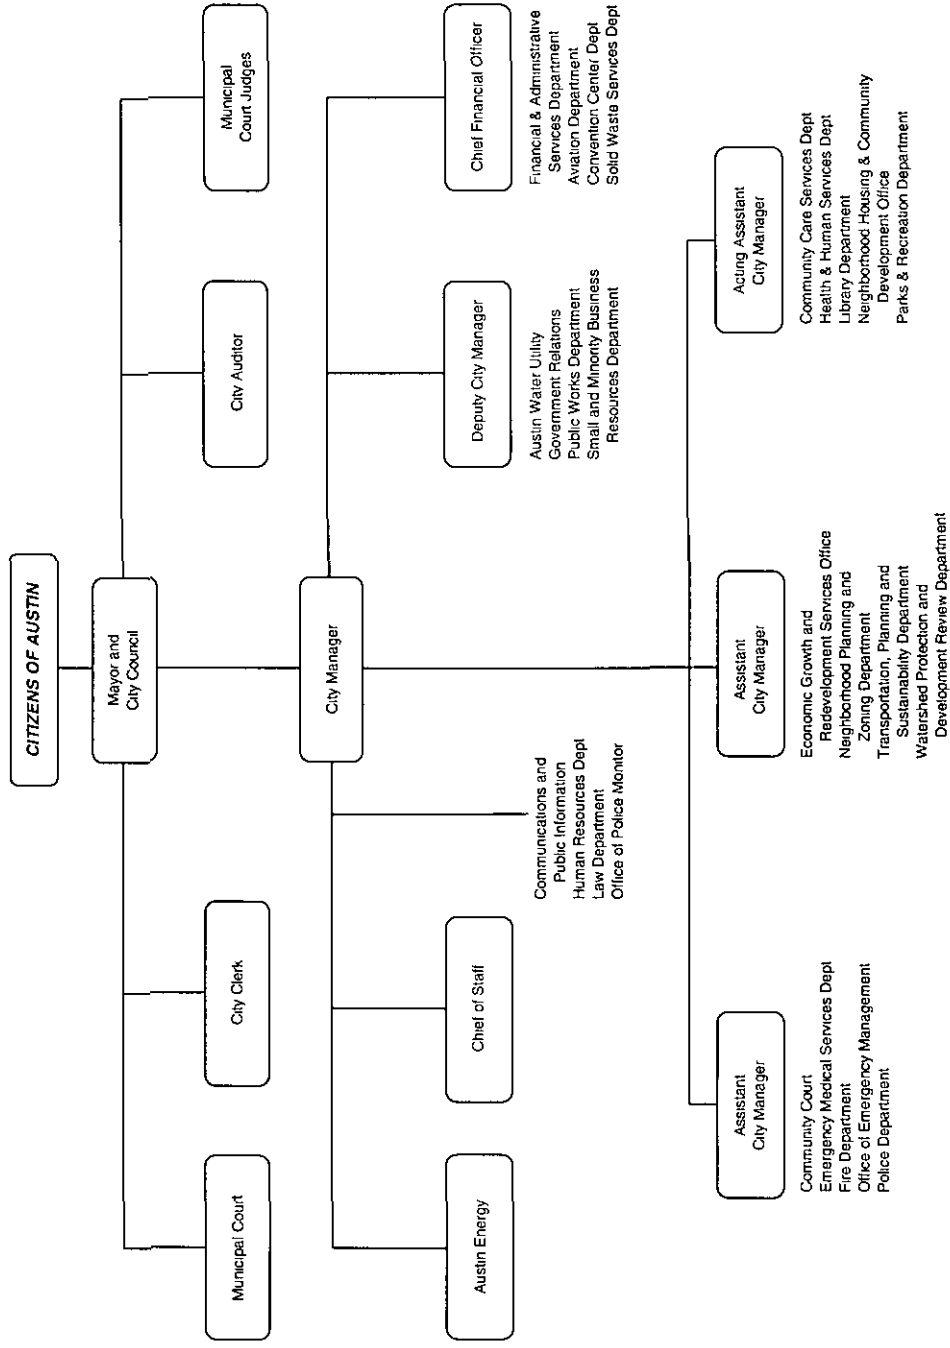 CITIZENS OF AUSTIN
Mayor and
City Council
Municipal Court
City Clerk
City Auditor
Municipal
Court Judges
City Manager
Austin Energy
Chief of Staff
Communications and
Public Information
Human Resources Dept
Law Department
Office of Police Monitor
Deputy City Manager
Austin Water Utility
Government Relations
Public Works Department
Small and Minority Business
Resources Department
Chief Financial Officer
Financial & Administrative
Services Department
Aviation Department
Convention Center Dept
Solid Waste Services Dept
Assistant
City Manager
Community Court
Emergency Medical Services Dept
Fire Department
Office of Emergency Management
Police Department
Assistant
City Manager
Economic Growth and
Redevelopment Services Office
Neighborhood Planning and
Zoning Department
Transportation, Planning and
Sustainability Department
Watershed Protection and
Development Review Department
Acting Assistant
City Manager
Community Care Services Dept
Health & Human Services Dept
Library Department
Neighborhood Housing & Community
Development Office
Parks & Recreation Department